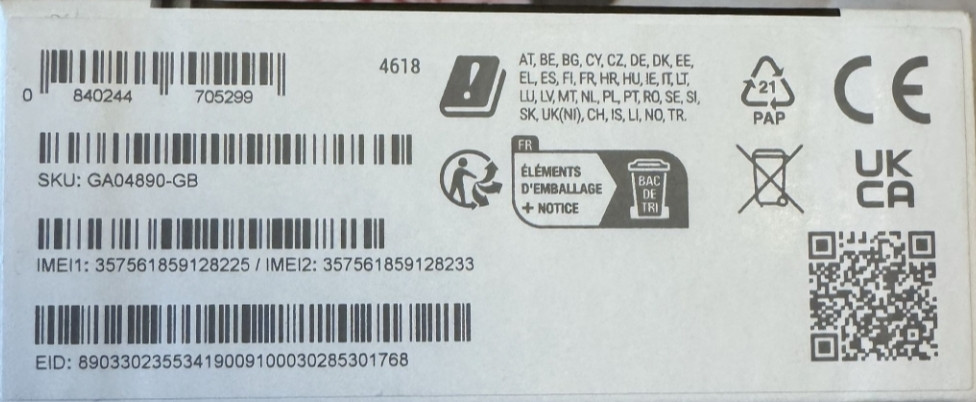 0 840244 705299
4618
SKU: GA04890-GB
IMEI1: 357561859128225 / IMEI2: 357561859128233
EID: 89033023553419009100030285301768
AT, BE, BG, CY, CZ, DE, DK, EE,
EL, ES, FI, FR, HR, HU, IE, IT, LT,
LU, LV, MT, NL, PL, PT, RO, SE, SI,
SK, UK(NI), CH, IS, LI, NO, TR.
21
PAP
CE
FR
ÉLÉMENTS
D'EMBALLAGE
+ NOTICE
BAC
DE
TRI
UK
CA